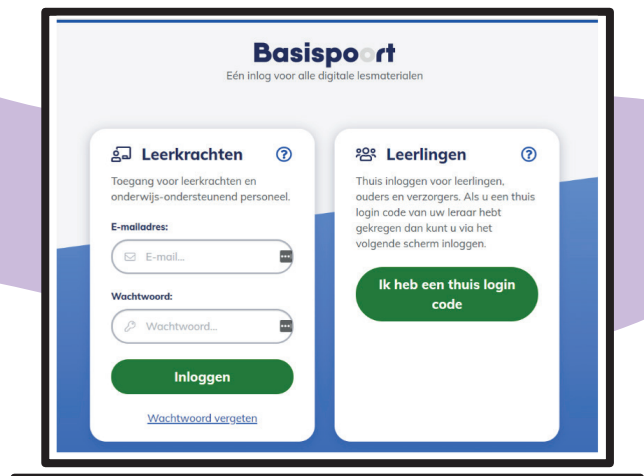 Basispoort
Eén inlog voor alle digitale lesmaterialen
Leerkrachten
Toegang voor leerkrachten en
onderwijs-ondersteunend personeel.
E-mailadres:
E-mail...
Wachtwoord:
Wachtwoord...
Inloggen
Wachtwoord vergeten
Leerlingen
Thuis inloggen voor leerlingen,
ouders en verzorgers. Als u een thuis
login code van uw leraar hebt
gekregen dan kunt u via het
volgende scherm inloggen.
Ik heb een thuis login
code